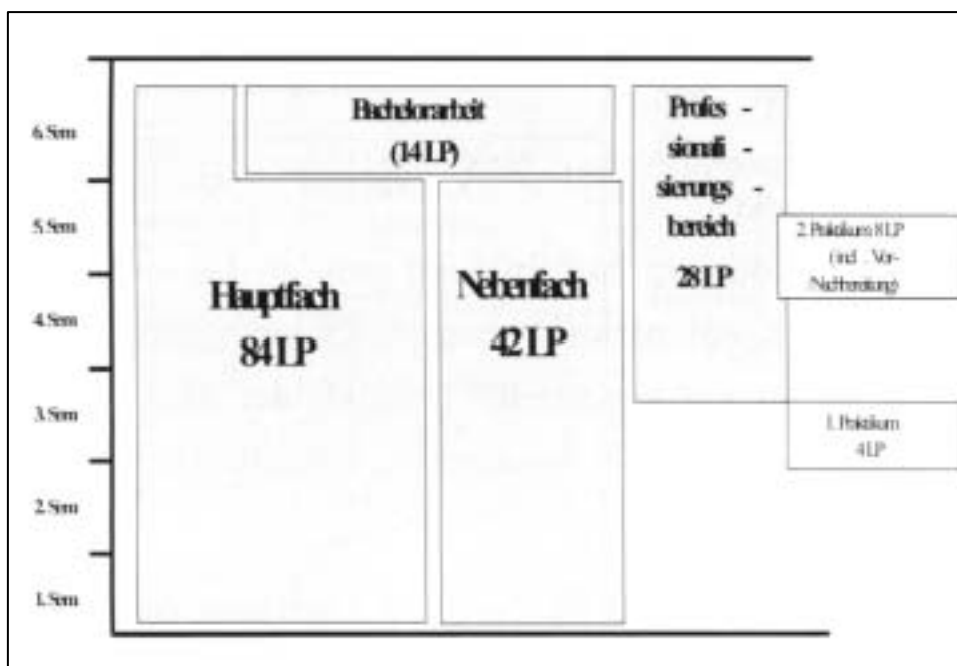 6. Sem
5. Sem
4. Sem
3. Sem
2. Sem
1. Sem
Bachelorarbeit
(14 LP)
Hauptfach
84 LP
Nebenfach
42 LP
Profes -
sionali -
sierungs -
bereich
28 LP
2. Praktikum 8 LP
(incl . Vor-
/Nachbereitung)
1. Praktikum
4 LP